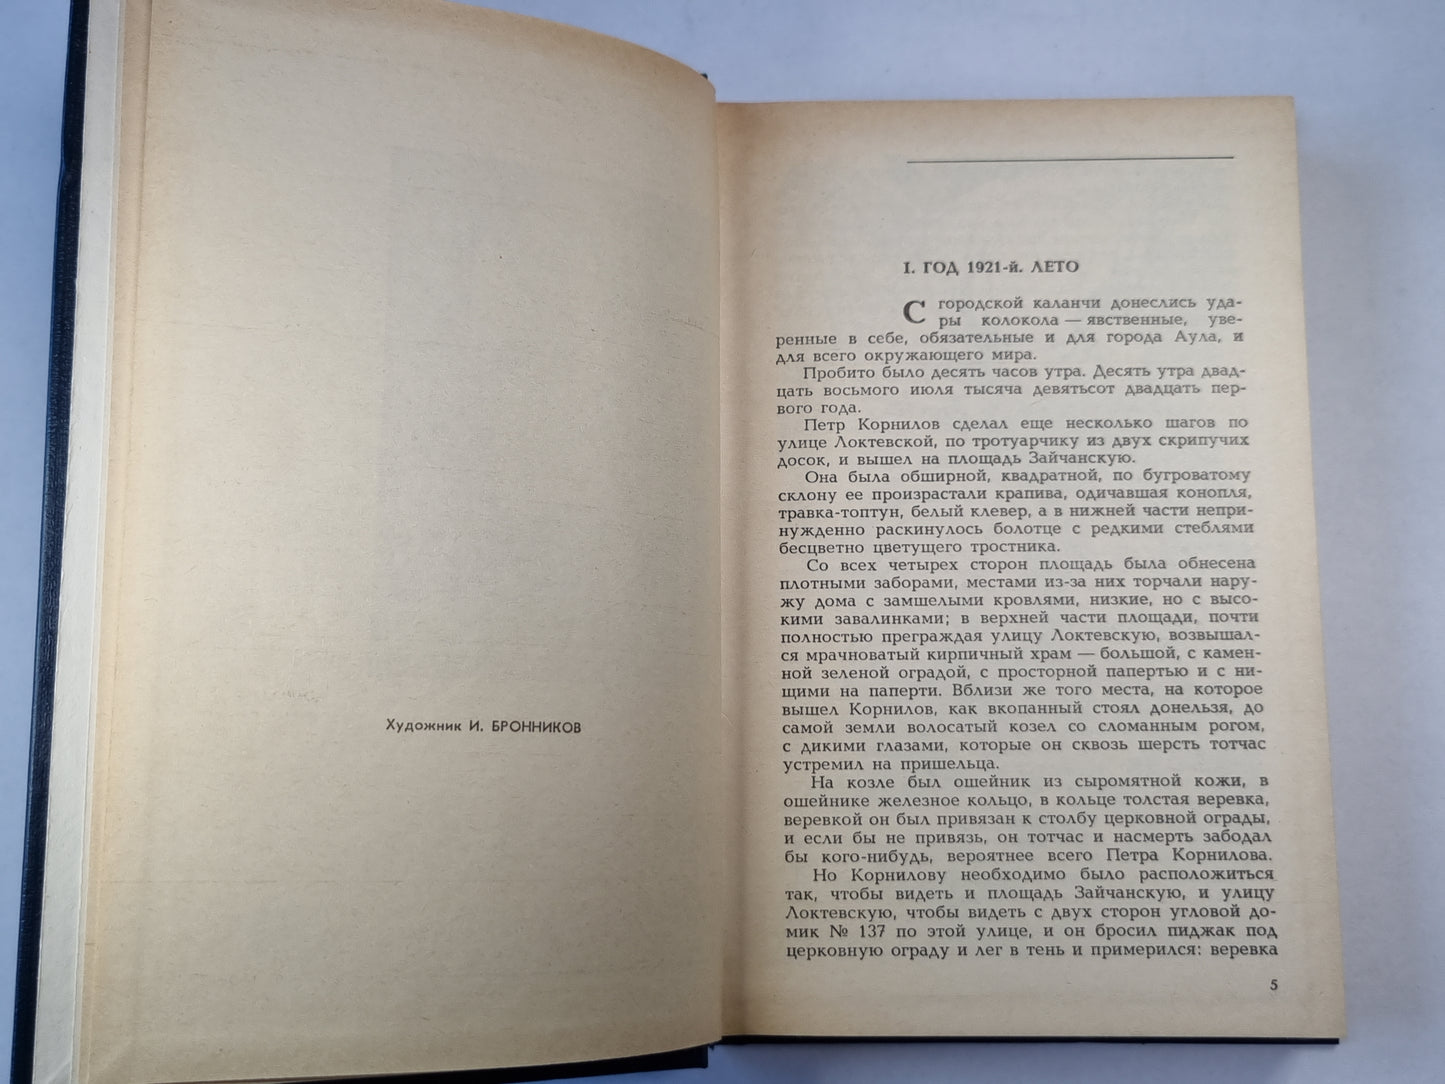 Художник И. БРОННИКОВ
I. ГОД 1921-й. ЛЕТО
С городской каланчи донеслись уда-
ры колокола — явственные, уве-
ренные в себе, обязательные и для города Аула, и
для всего окружающего мира.
Пробито было десять часов утра. Десять утра двад-
цать восьмого июля тысяча девятьсот двадцать пер-
вого года.
Петр Корнилов сделал еще несколько шагов по
улице Локтевской, по тротуарчику из двух скрипучих
досок, и вышел на площадь Зайчанскую.
Она была обширной, квадратной, по бугроватому
склону ее произрастали крапива, одичавшая конопля,
травка-топтун, белый клевер, а в нижней части непри-
нужденно раскинулось болотце с редкими стеблями
бесцветно цветущего тростника.
Со всех четырех сторон площадь была обнесена
плотными заборами, местами из-за них торчали нару-
жу дома с замшелыми кровлями, низкие, но с высо-
кими завалинками; в верхней части площади, почти
полностью преграждая улицу Локтевскую, возвышал-
ся мрачноватый кирпичный храм — большой, с камен-
ной зеленой оградой, с просторной папертью и с ни-
щими на паперти. Вблизи же того места, на которое
вышел Корнилов, как вкопанный стоял донельзя, до
самой земли волосатый козел со сломанным рогом,
с дикими глазами, которые он сквозь шерсть тотчас
устремил на пришельца.
На козле был ошейник из сыромятной кожи, в
ошейнике железное кольцо, в кольце толстая веревка,
веревкой он был привязан к столбу церковной ограды,
и если бы не привязь, он тотчас и насмерть забодал
бы кого-нибудь, вероятнее всего Петра Корнилова.
Но Корнилову необходимо было расположиться
так, чтобы видеть и площадь Зайчанскую, и улицу
Локтевскую, чтобы видеть с двух сторон угловой до-
мик № 137 по этой улице, и он бросил пиджак под
церковную ограду и лег в тень и примерился: веревка
5